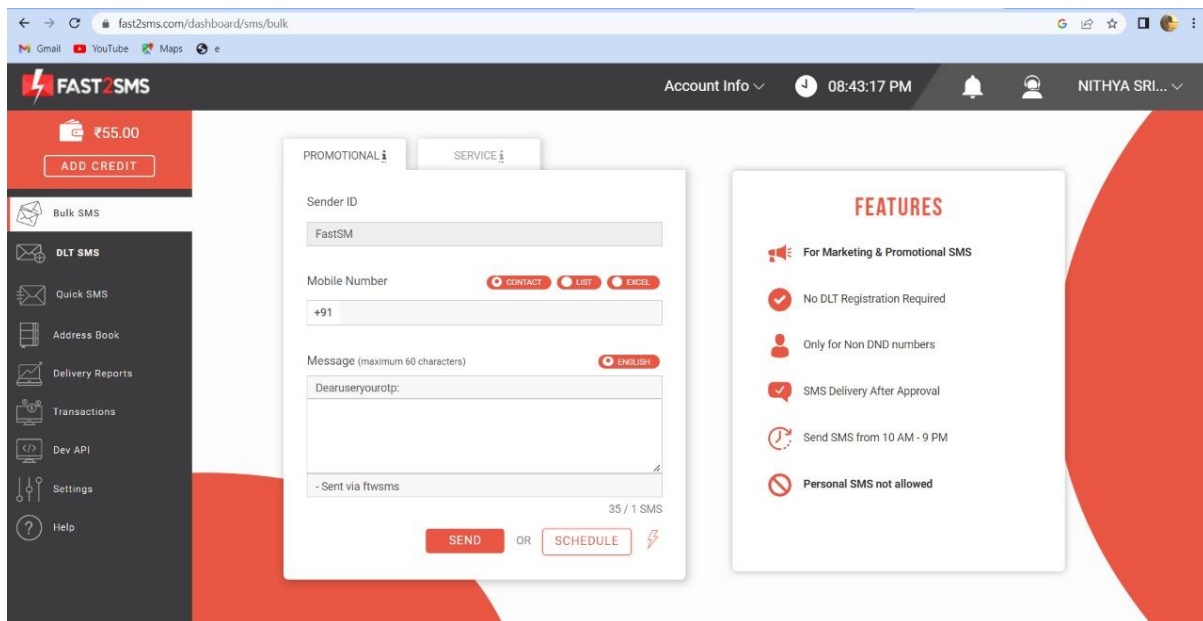 fast2sms.com/dashboard/sms/bulk
Gmail YouTube Maps e
FAST2SMS
Account Info
08:43:17 PM
NITHYA SRI...
₹55.00
ADD CREDIT
Bulk SMS
DLT SMS
Quick SMS
Address Book
Delivery Reports
Transactions
Dev API
Settings
Help
PROMOTIONAL i
SERVICE i
Sender ID
FastSM
Mobile Number
CONTACT LIST EXCEL
+91
Message (maximum 60 characters)
ENGLISH
Dearuseryourotp:
- Sent via ftwsms
35 / 1 SMS
SEND OR SCHEDULE
FEATURES
For Marketing & Promotional SMS
No DLT Registration Required
Only for Non DND numbers
SMS Delivery After Approval
Send SMS from 10 AM - 9 PM
Personal SMS not allowed